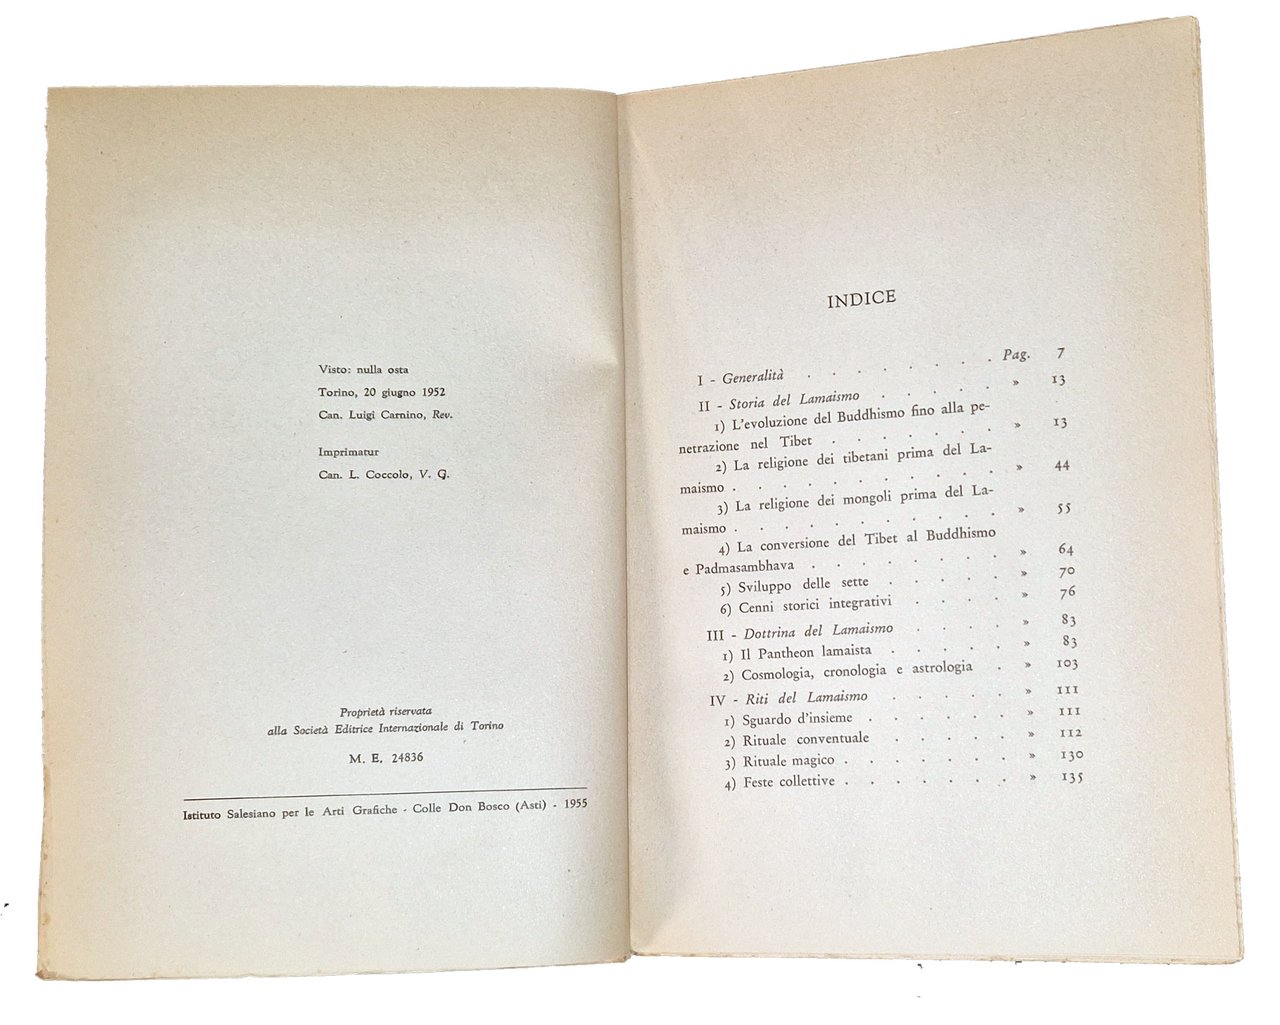 Visto: nulla osta
Torino, 20 giugno 1952
Can. Luigi Carnino, Rev.
Imprimatur
Can. L. Coccolo, V. G.
Proprietà riservata
alla Società Editrice Internazionale di Torino
M. E. 24836
Istituto Salesiano per le Arti Grafiche - Colle Don Bosco (Asti) - 1955
INDICE
I - Generalità . . . . . . . . Pag. 7
II - Storia del Lamaismo . . . . . » 13
1) L'evoluzione del Buddhismo fino alla pe-
netrazione nel Tibet . . . . . . . » 13
2) La religione dei tibetani prima del La-
maismo . . . . . . . . . . . » 44
3) La religione dei mongoli prima del La-
maismo . . . . . . . . . . . » 55
4) La conversione del Tibet al Buddhismo
e Padmasambhava . . . . . . . . » 64
5) Sviluppo delle sette . . . . . » 70
6) Cenni storici integrativi . . . . » 76
III - Dottrina del Lamaismo . . . . » 83
1) Il Pantheon lamaista . . . . . » 83
2) Cosmologia, cronologia e astrologia . » 103
IV - Riti del Lamaismo . . . . . » 111
1) Sguardo d'insieme . . . . . . » 111
2) Rituale conventuale . . . . . » 112
3) Rituale magico . . . . . . . » 130
4) Feste collettive . . . . . . . » 135